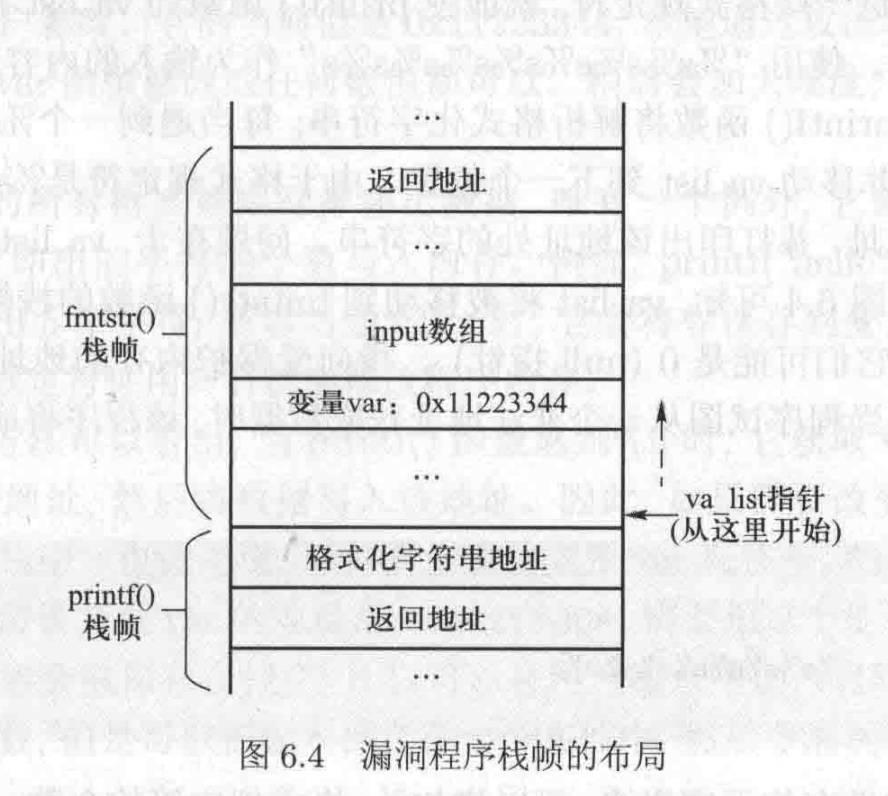 …
返回地址
…
fmtstr()
栈帧
input数组
变量var：0x11223344
…
va_list指针
(从这里开始)
格式化字符串地址
printf()
栈帧
返回地址
…
图 6.4 漏洞程序栈帧的布局